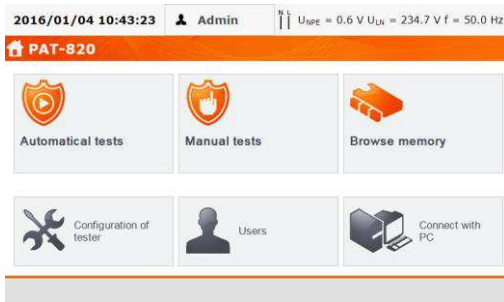 2016/01/04 10:43:23 Admin N L UNPE = 0.6 V ULN = 234.7 V f = 50.0 Hz
PAT-820
Automatical tests Manual tests Browse memory
Configuration of tester Users Connect with PC